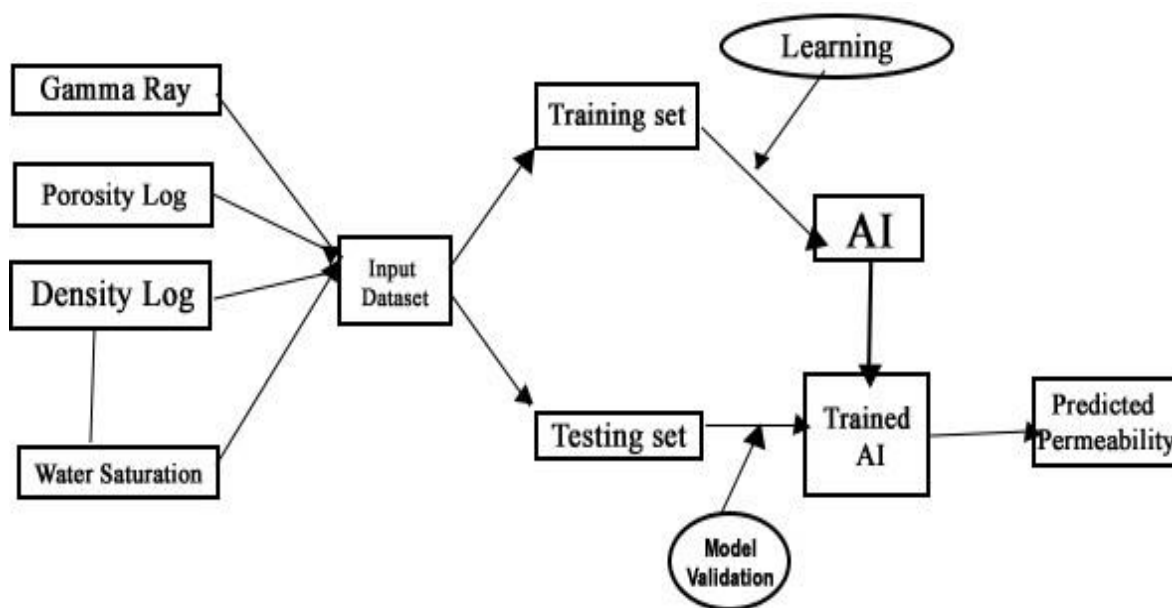 Gamma Ray
Porosity Log
Density Log
Water Saturation
Input
Dataset
Training set
Testing set
Learning
AI
Model
Validation
Trained
AI
Predicted
Permeability